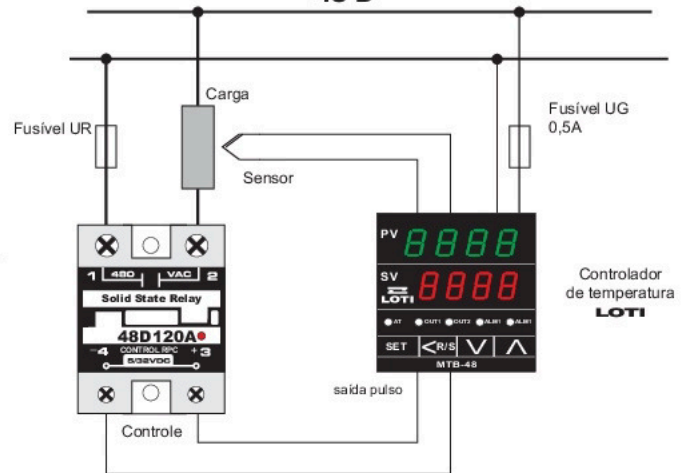 Carga
Fusível UR
Fusível UG
0,5A
Sensor
PV
8888
SV
8888
LOTI
AT OUT1 OUT2 ALM1 ALM1
SET <R/S
MTB-48
Controlador
de temperatura
LOTI
1 480 VAC 2
Solid State Relay
48D120A
-4 CONTROL RPC +3
5/32VDC
saída pulso
Controle